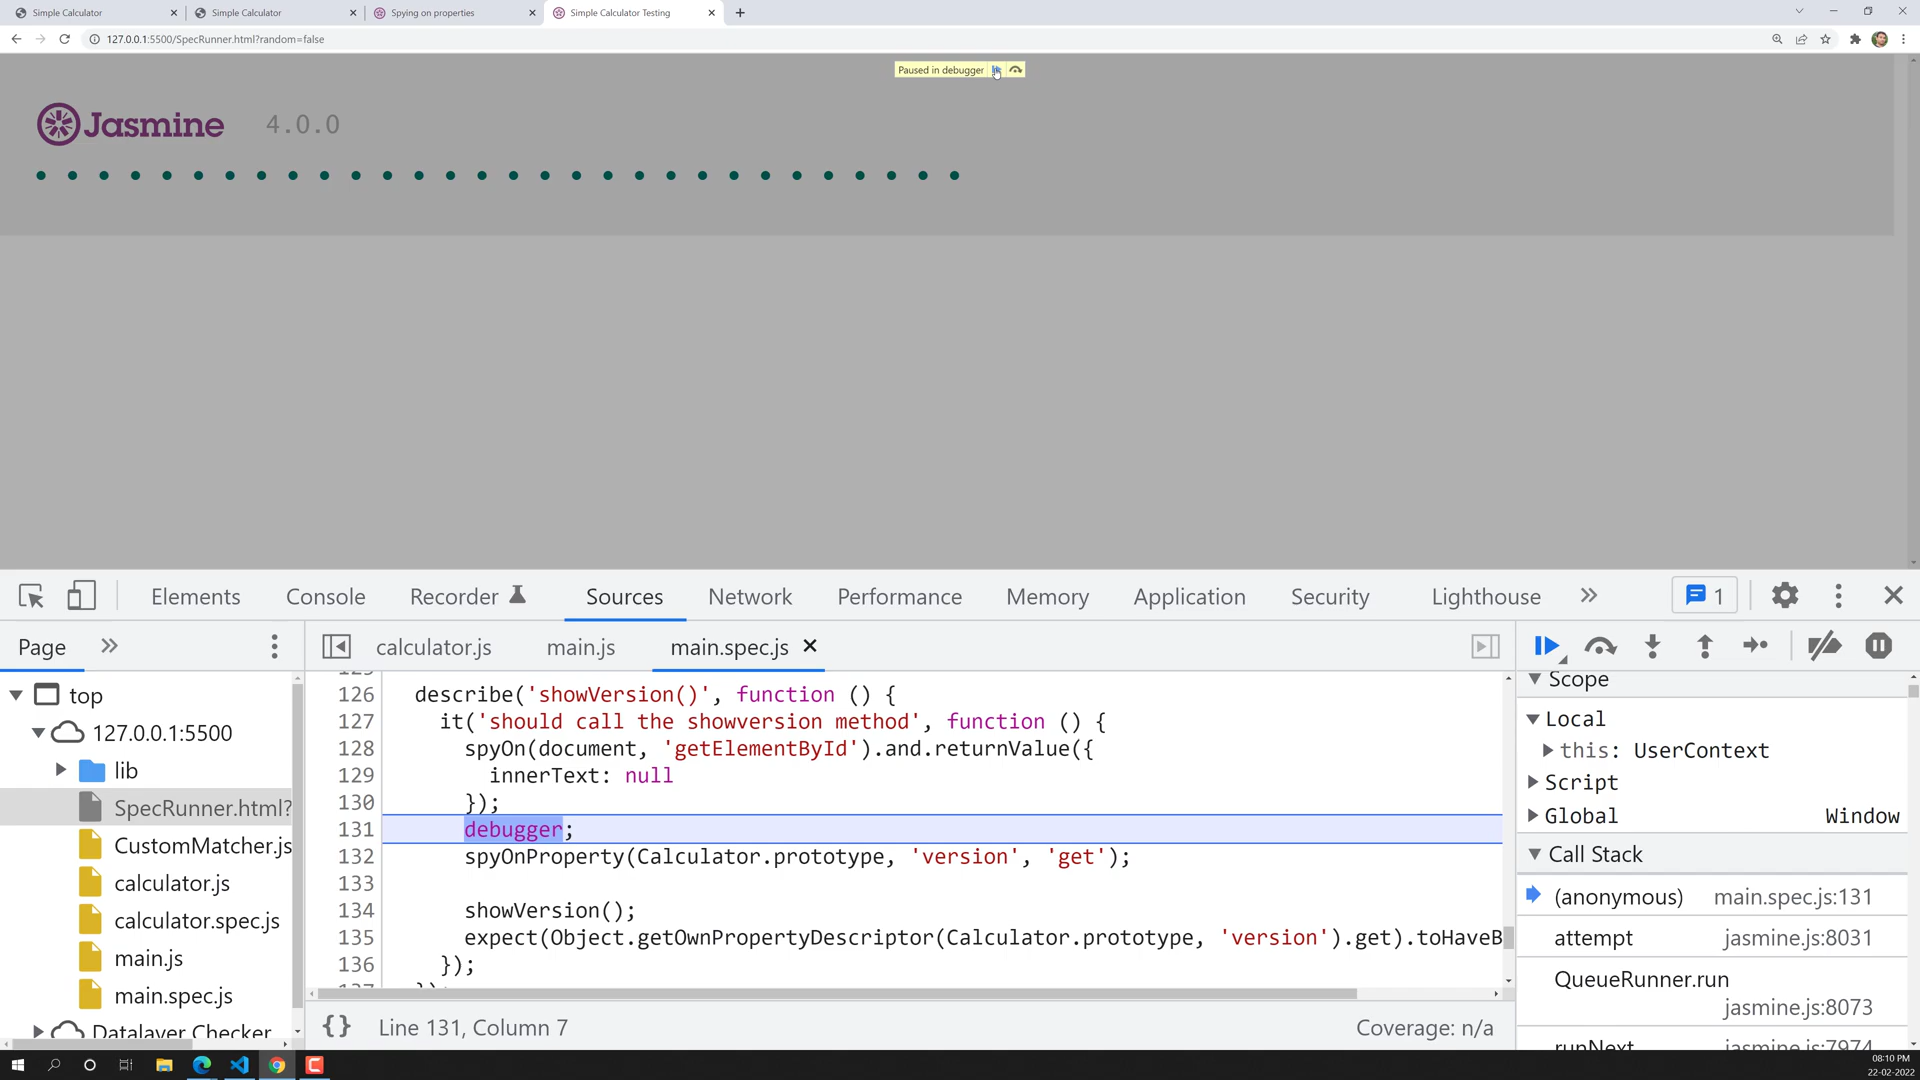 Simple Calculator
Simple Calculator
Spying on properties
Simple Calculator Testing
127.0.0.1:5500/SpecRunner.html?random=false
Paused in debugger
Jasmine 4.0.0
Elements Console Recorder Sources Network Performance Memory Application Security Lighthouse 1
Page
calculator.js main.js main.spec.js
top
127.0.0.1:5500
lib
SpecRunner.html?
CustomMatcher.js
calculator.js
calculator.spec.js
main.js
main.spec.js
Datalayer Checker
126 describe('showVersion()', function () {
127 it('should call the showversion method', function () {
128 spyOn(document, 'getElementById').and.returnValue({
129 innerText: null
130 });
131 debugger;
132 spyOnProperty(Calculator.prototype, 'version', 'get');
133
134 showVersion();
135 expect(Object.getOwnPropertyDescriptor(Calculator.prototype, 'version').get).toHaveB
136 });
{} Line 131, Column 7 Coverage: n/a
Scope
Local
this: UserContext
Script
Global Window
Call Stack
(anonymous) main.spec.js:131
attempt jasmine.js:8031
QueueRunner.run
jasmine.js:8073
runNext jasmine.js:7974
08:10 PM
22-02-2022